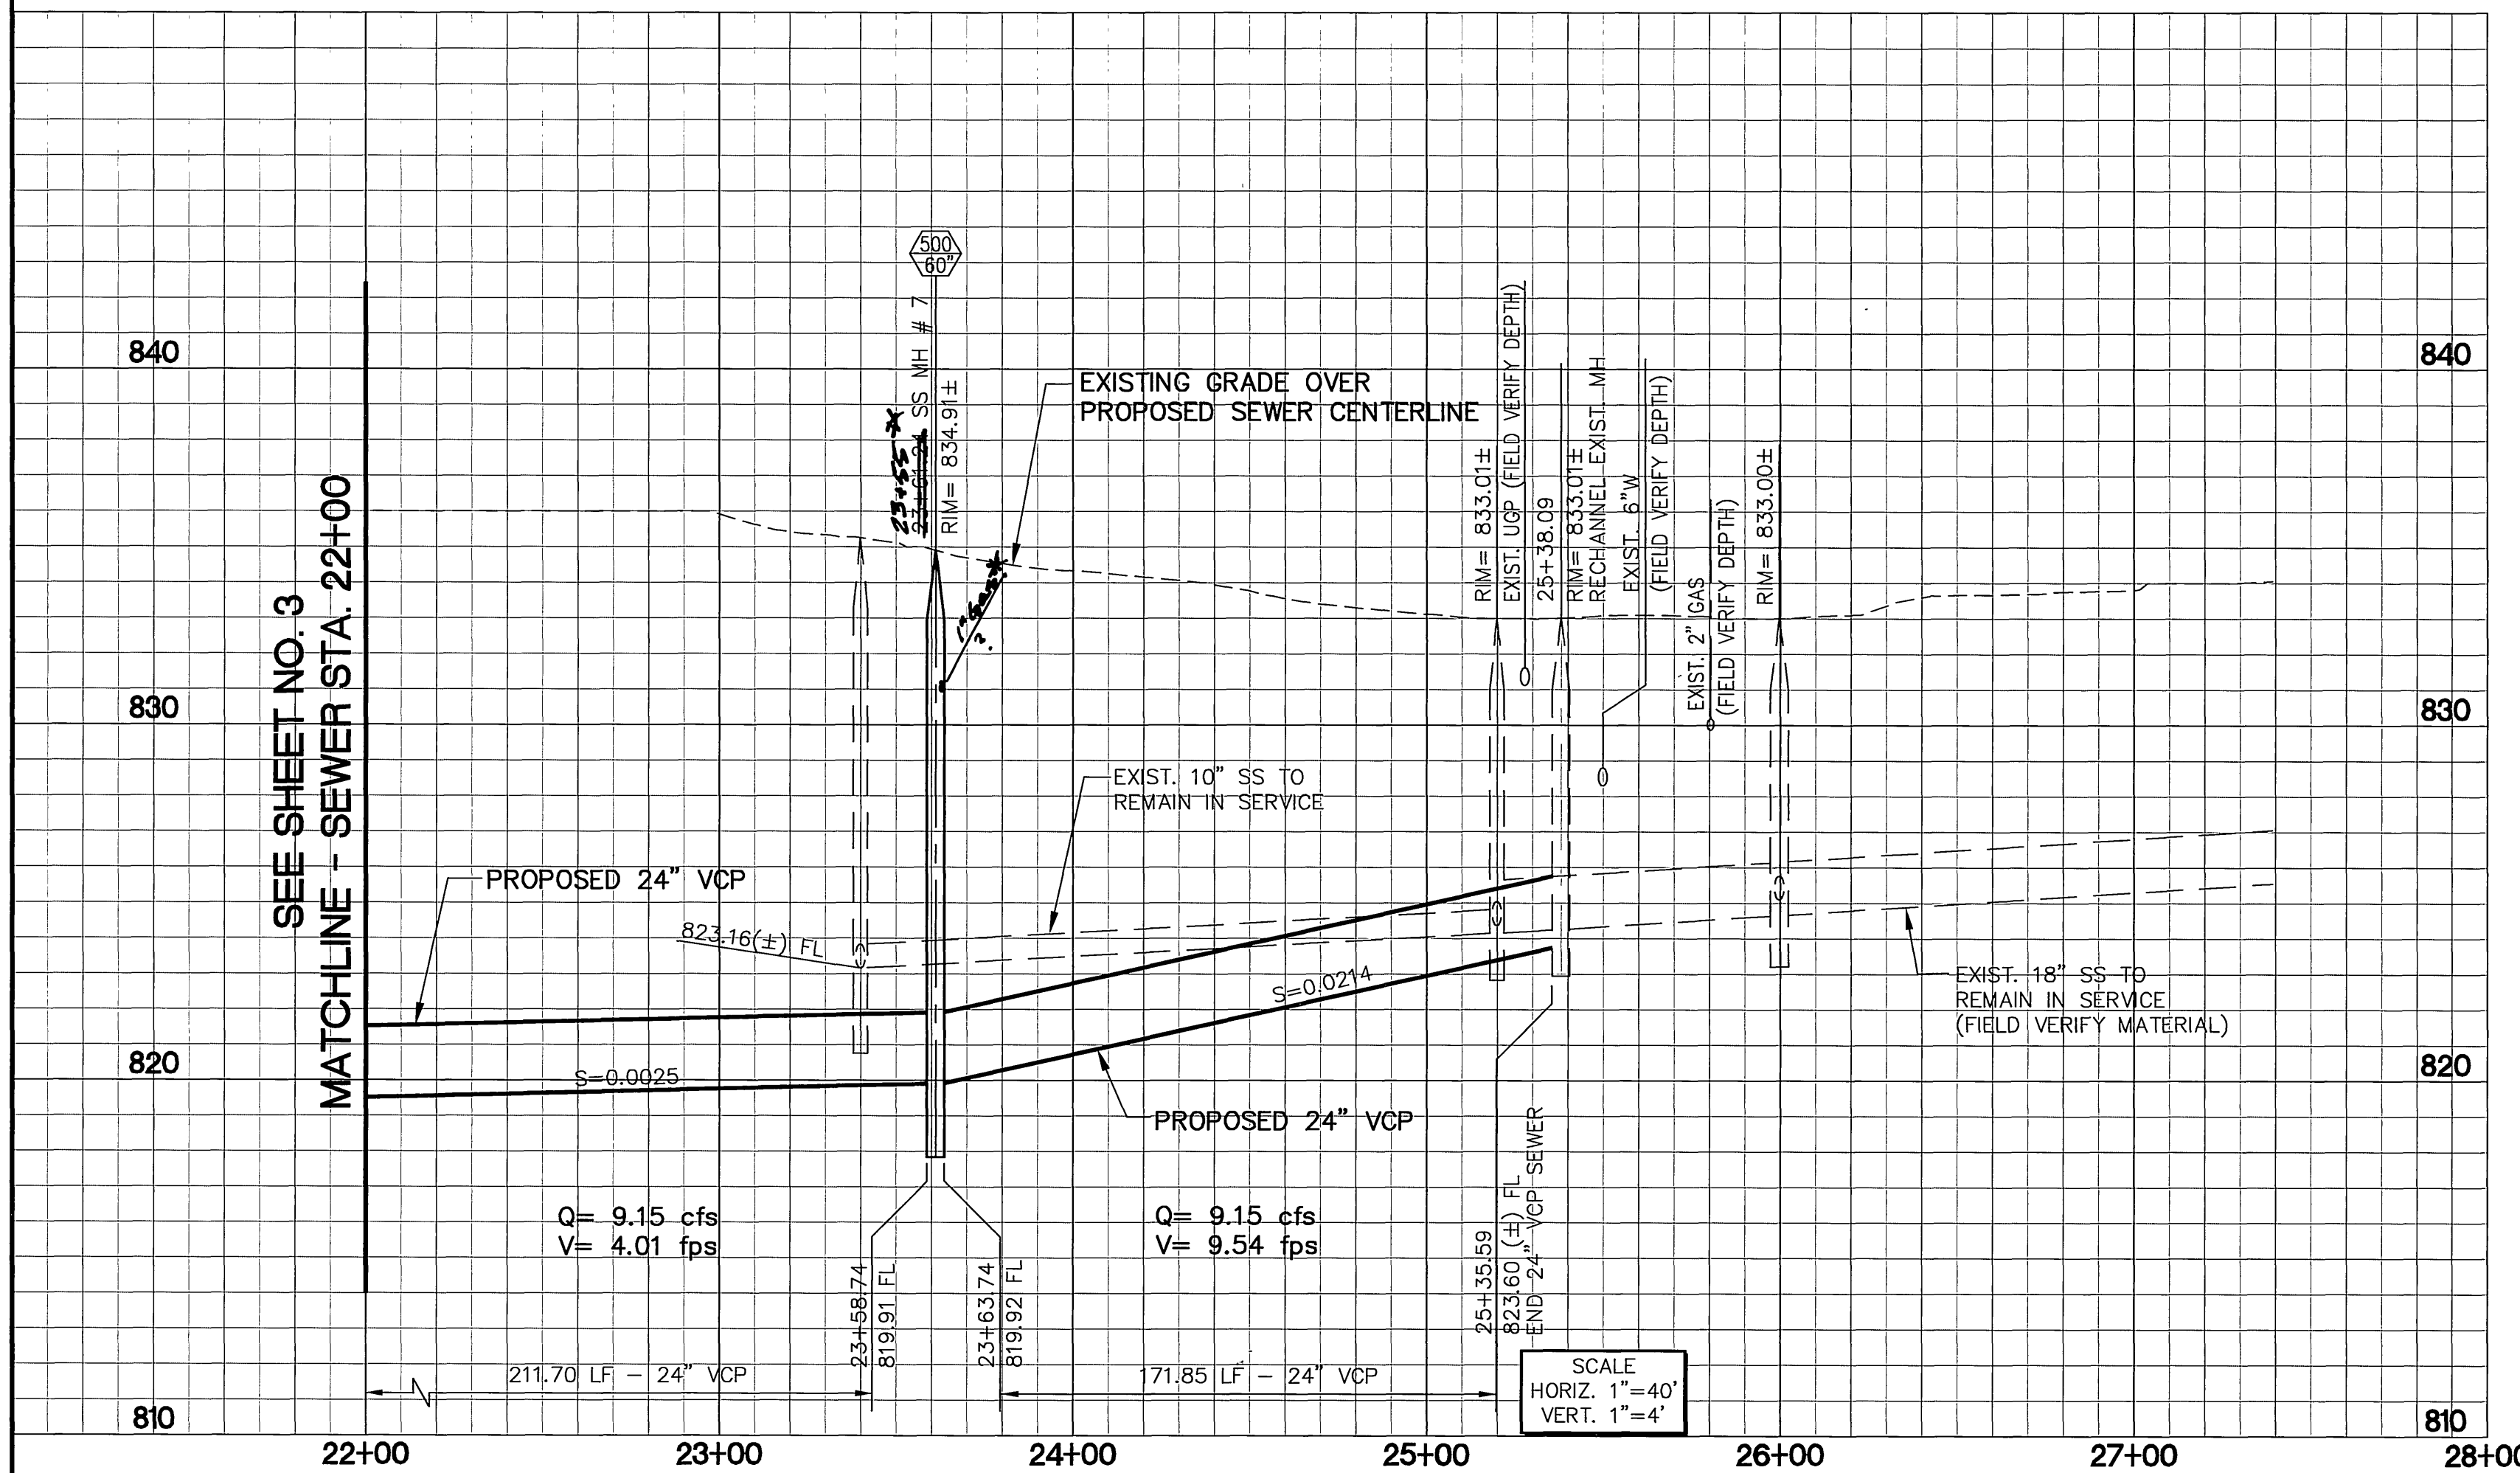 500
60"
SS MH # 7
RIM= 834.91±
23+55 *
EXISTING GRADE OVER
PROPOSED SEWER CENTERLINE
RIM= 833.01±
EXIST. UGP (FIELD VERIFY DEPTH)
25+38.09
RIM= 833.01±
RECHANNEL EXIST. MH
EXIST. 6"W
(FIELD VERIFY DEPTH)
EXIST. 2" GAS
(FIELD VERIFY DEPTH)
RIM= 833.00±
840
840
830
830
820
820
810
810
SEE SHEET NO. 3
MATCHLINE - SEWER STA. 22+00
PROPOSED 24" VCP
823.16(±) FL
EXIST. 10" SS TO
REMAIN IN SERVICE
S=0.0025
S=0.0214
PROPOSED 24" VCP
EXIST. 18" SS TO
REMAIN IN SERVICE
(FIELD VERIFY MATERIAL)
Q= 9.15 cfs
V= 4.01 fps
Q= 9.15 cfs
V= 9.54 fps
23+58.74
819.91 FL
23+63.74
819.92 FL
25+35.59
823.60 (±) FL
END 24" VCP SEWER
211.70 LF - 24" VCP
171.85 LF - 24" VCP
SCALE
HORIZ. 1"=40'
VERT. 1"=4'
22+00
23+00
24+00
25+00
26+00
27+00
28+00